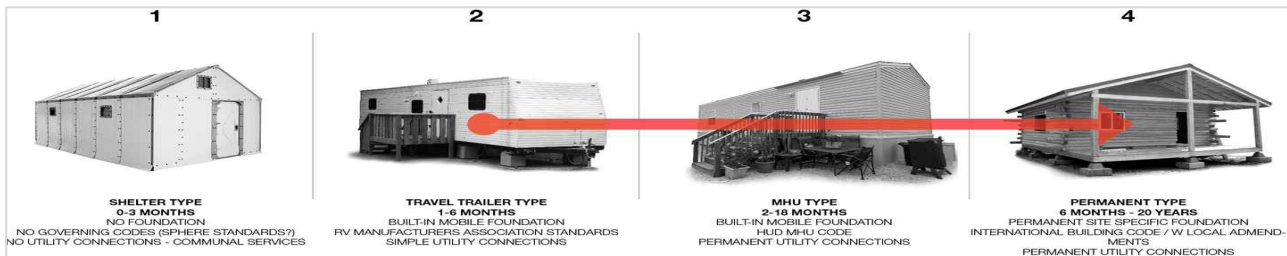 1
SHELTER TYPE
0-3 MONTHS
NO FOUNDATION
NO GOVERNING CODES (SPHERE STANDARDS?)
NO UTILITY CONNECTIONS - COMMUNAL SERVICES
2
TRAVEL TRAILER TYPE
1-6 MONTHS
BUILT-IN MOBILE FOUNDATION
RV MANUFACTURERS ASSOCIATION STANDARDS
SIMPLE UTILITY CONNECTIONS
3
MHU TYPE
2-18 MONTHS
BUILT-IN MOBILE FOUNDATION
HUD MHU CODE
PERMANENT UTILITY CONNECTIONS
4
PERMANENT TYPE
6 MONTHS - 20 YEARS
PERMANENT SITE SPECIFIC FOUNDATION
INTERNATIONAL BUILDING CODE / W LOCAL ADMEND-
MENTS
PERMANENT UTILITY CONNECTIONS